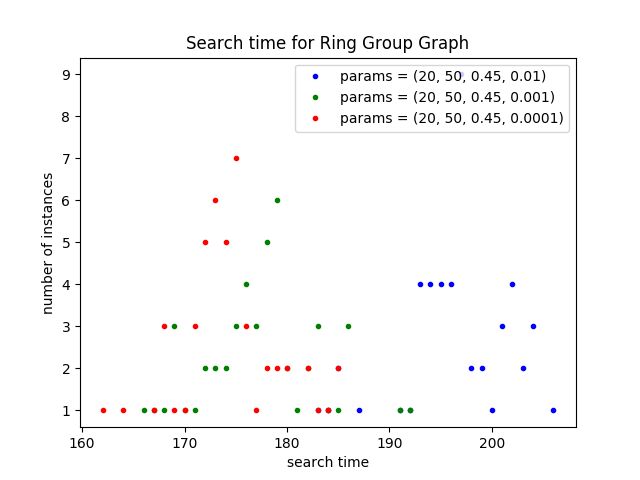 Search time for Ring Group Graph
params = (20, 50, 0.45, 0.01)
params = (20, 50, 0.45, 0.001)
params = (20, 50, 0.45, 0.0001)
number of instances
9
8
7
6
5
4
3
2
1
160 170 180 190 200
search time